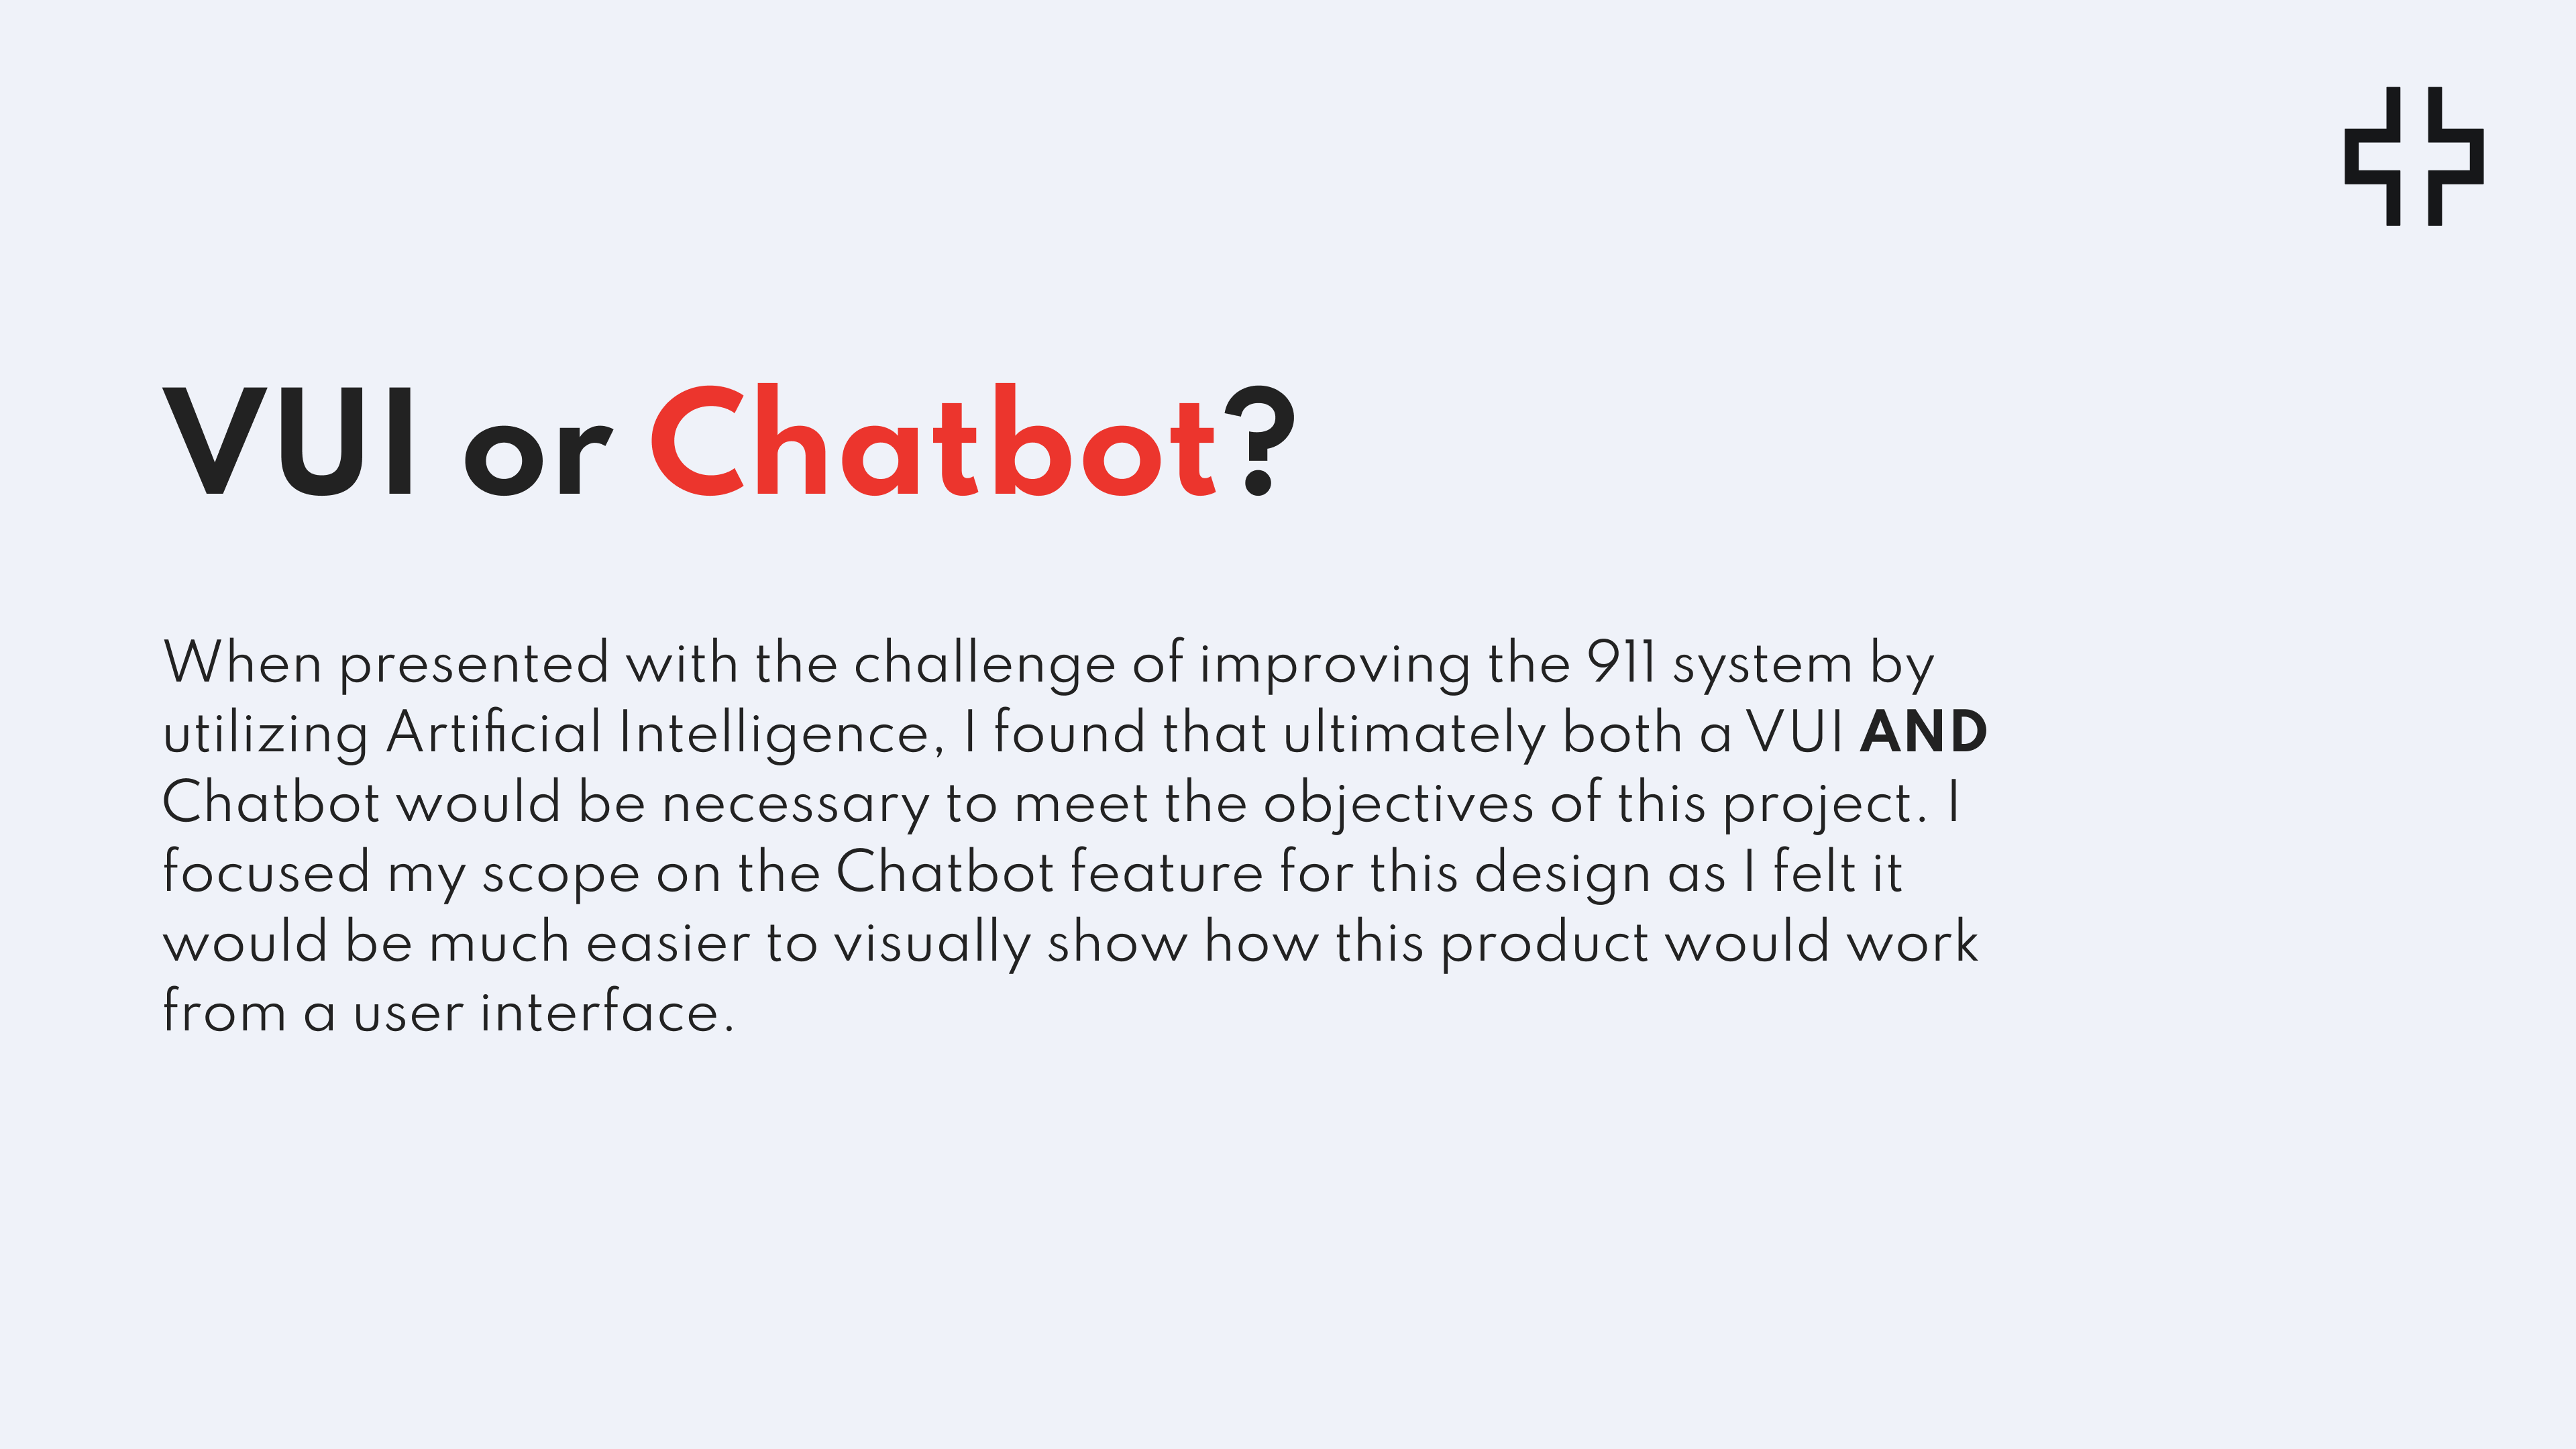 VUI or Chatbot?
When presented with the challenge of improving the 911 system by
utilizing Artificial Intelligence, I found that ultimately both a VUI AND
Chatbot would be necessary to meet the objectives of this project. I
focused my scope on the Chatbot feature for this design as I felt it
would be much easier to visually show how this product would work
from a user interface.